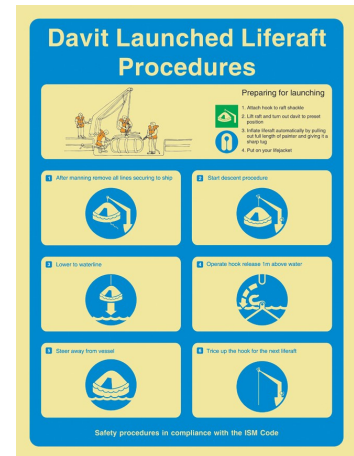 Davit Launched Liferaft
Procedures
Preparing for launching
1. Attach hook to raft shackle
2. Lift raft and turn out davit to preset
position
3. Inflate liferaft automatically by pulling
out full length of painter and giving it a
sharp tug
4. Put on your lifejacket
1 After manning remove all lines securing to ship
2 Start descent procedure
3 Lower to waterline
4 Operate hook release 1m above water
5 Steer away from vessel
6 Trice up the hook for the next liferaft
Safety procedures in compliance with the ISM Code